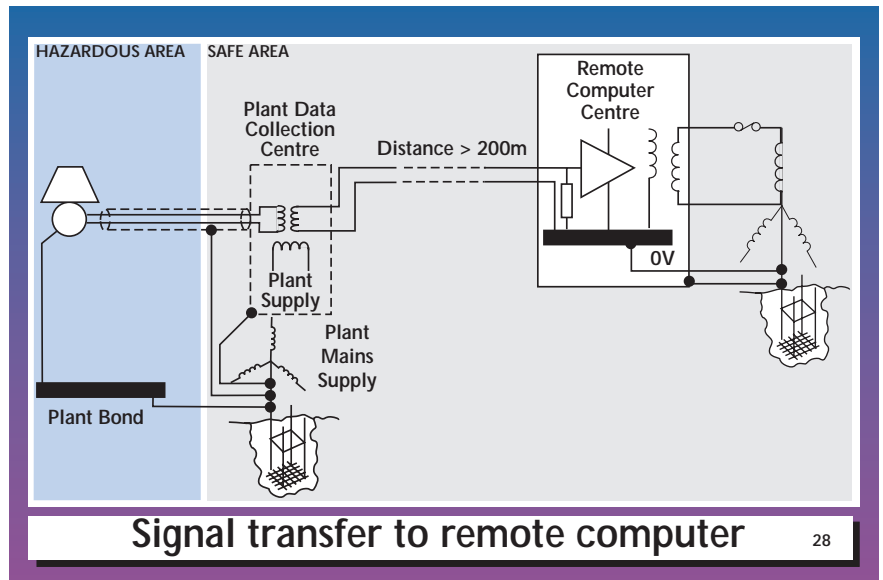 HAZARDOUS AREA
SAFE AREA
Remote
Computer
Centre
Plant Data
Collection
Centre
Distance > 200m
0V
Plant
Supply
Plant
Mains
Supply
Plant Bond
Signal transfer to remote computer
28